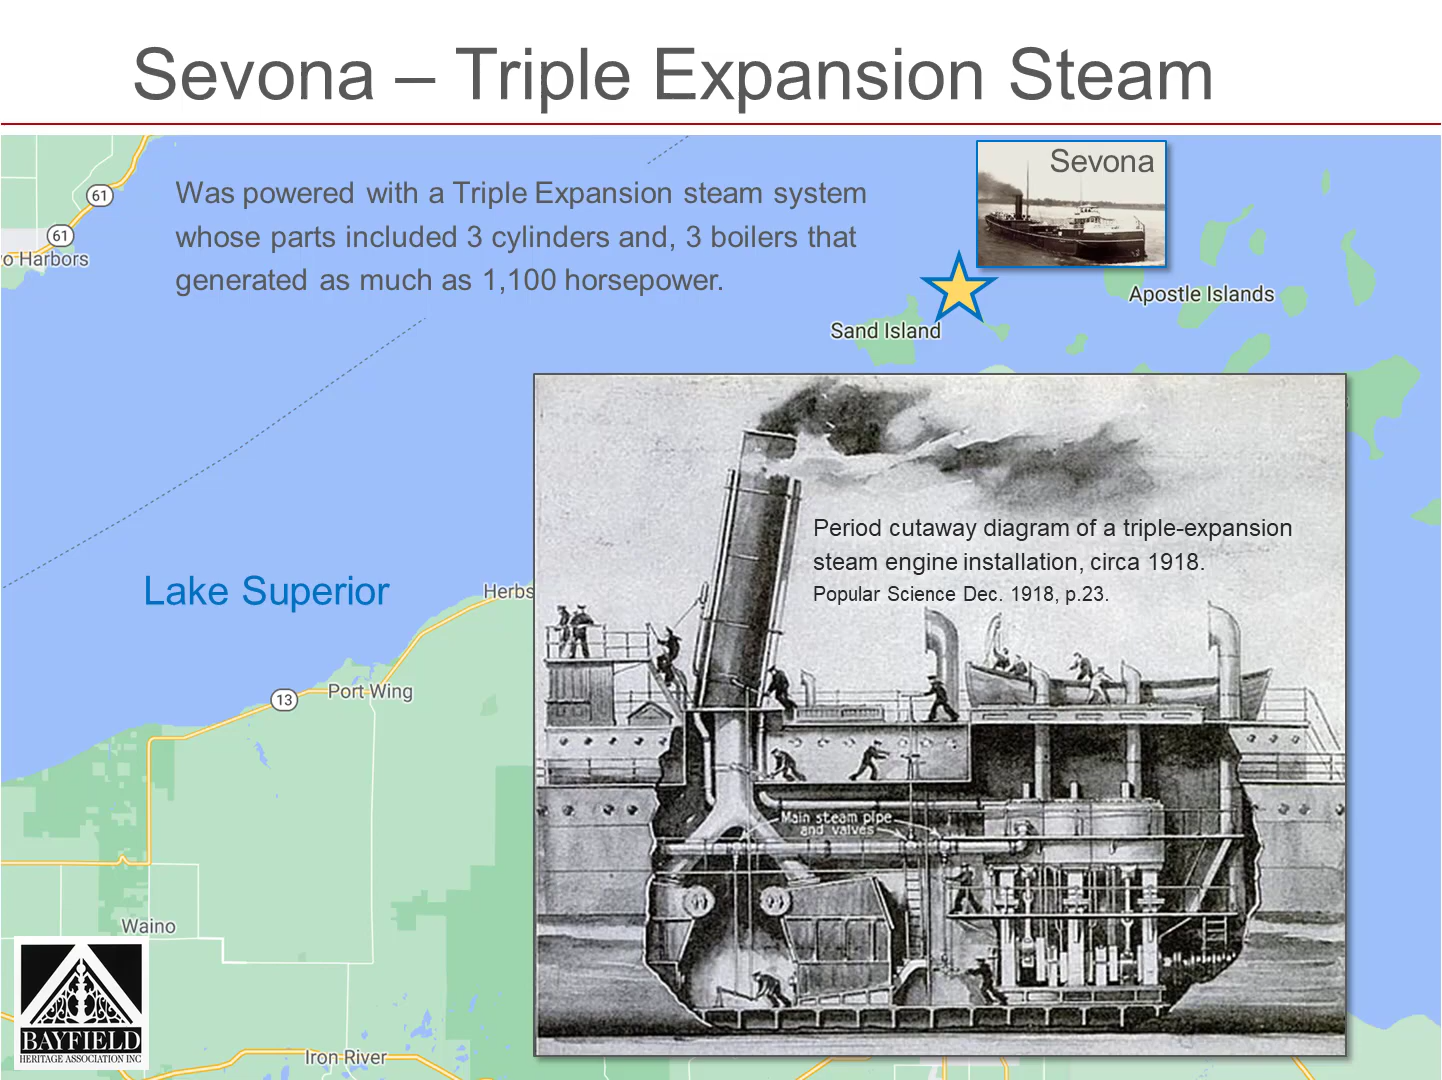 Sevona – Triple Expansion Steam
Was powered with a Triple Expansion steam system
whose parts included 3 cylinders and, 3 boilers that
generated as much as 1,100 horsepower.
Sevona
61
61
o Harbors
Apostle Islands
Sand Island
Period cutaway diagram of a triple-expansion
steam engine installation, circa 1918.
Popular Science Dec. 1918, p.23.
Lake Superior
Herbs
13
Port Wing
Main steam pipe
and valves
Waino
BAYFIELD
HERITAGE ASSOCIATION INC
Iron River